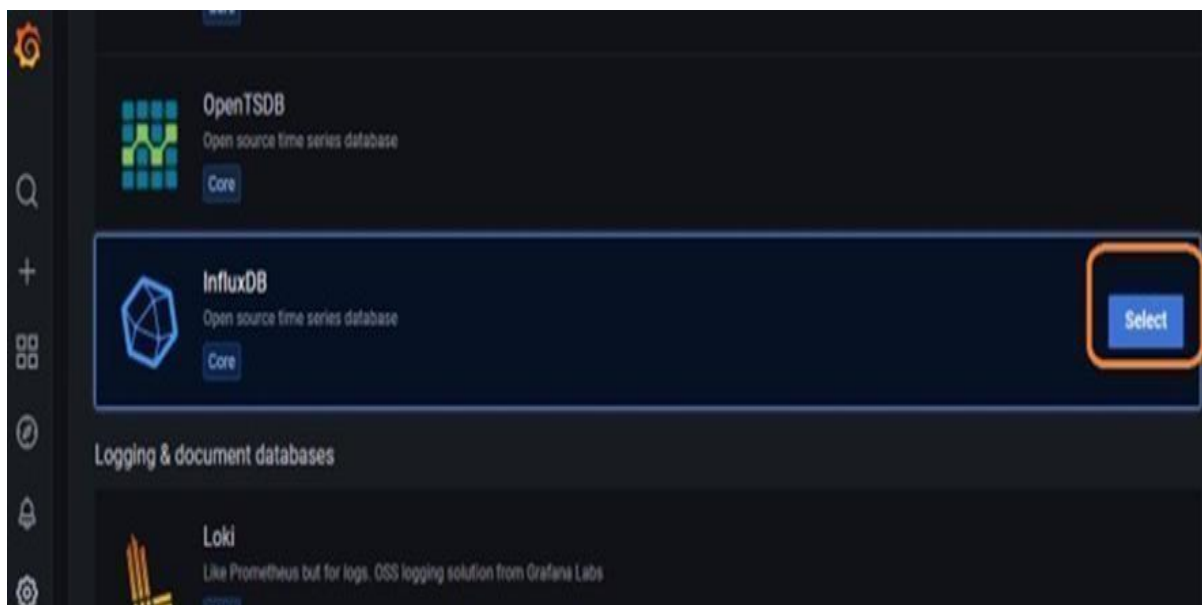 OpenTSDB
Open source time series database
Core
InfluxDB
Open source time series database
Core
Select
Logging & document databases
Loki
Like Prometheus but for logs. OSS logging solution from Grafana Labs